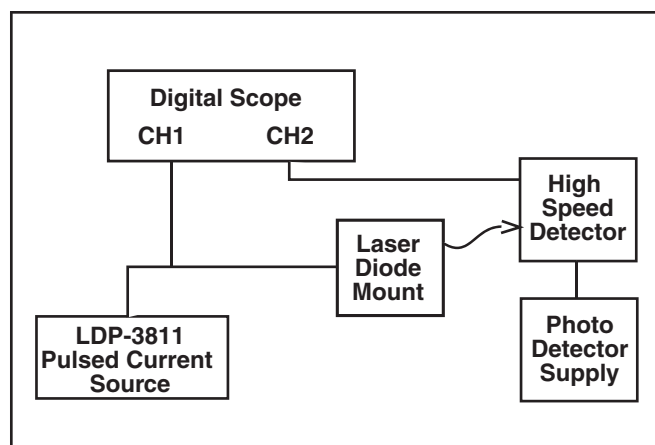 Digital Scope
CH1 CH2
High
Speed
Detector
Laser
Diode
Mount
LDP-3811
Pulsed Current
Source
Photo
Detector
Supply